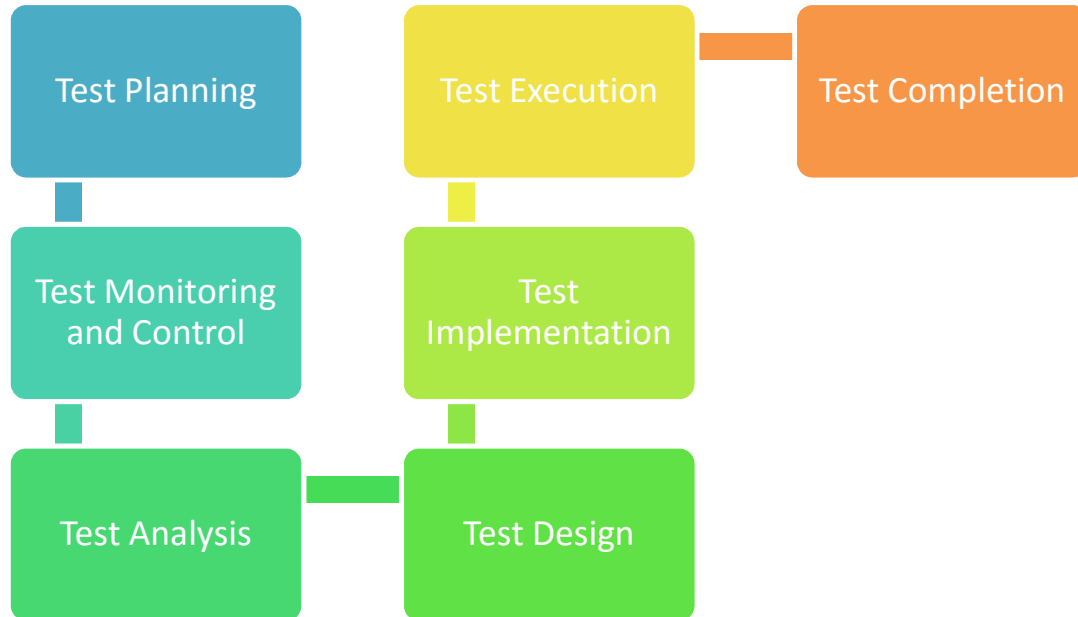 Test Planning
Test Monitoring
and Control
Test Analysis
Test Design
Test
Implementation
Test Execution
Test Completion